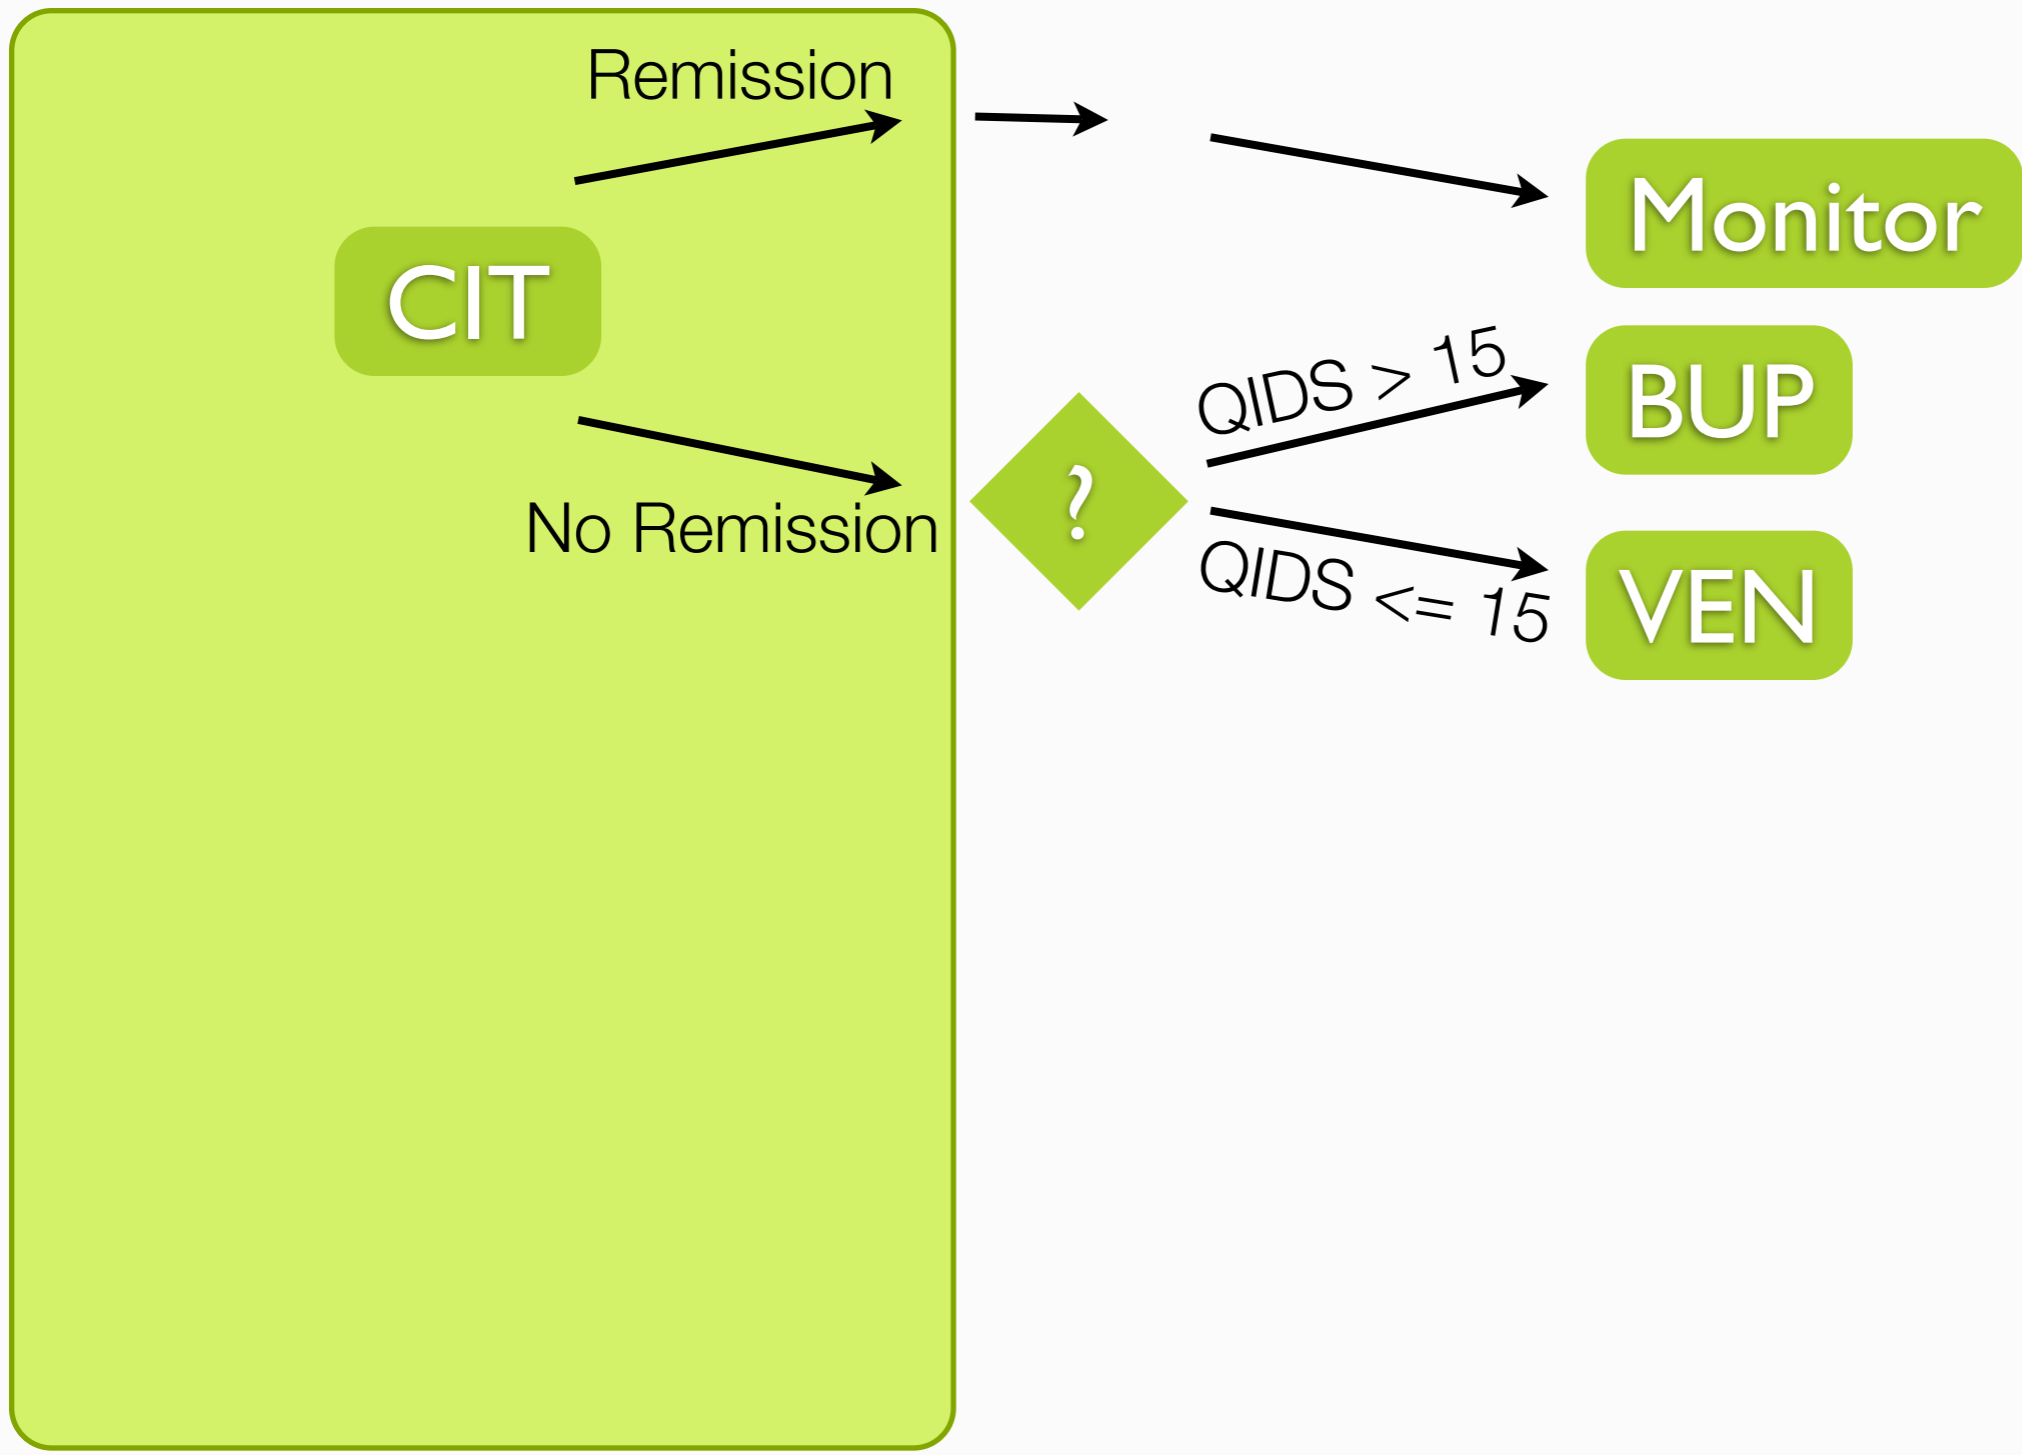 Remission
CIT
No Remission
?
Monitor
QIDS > 15
BUP
QIDS <= 15
VEN